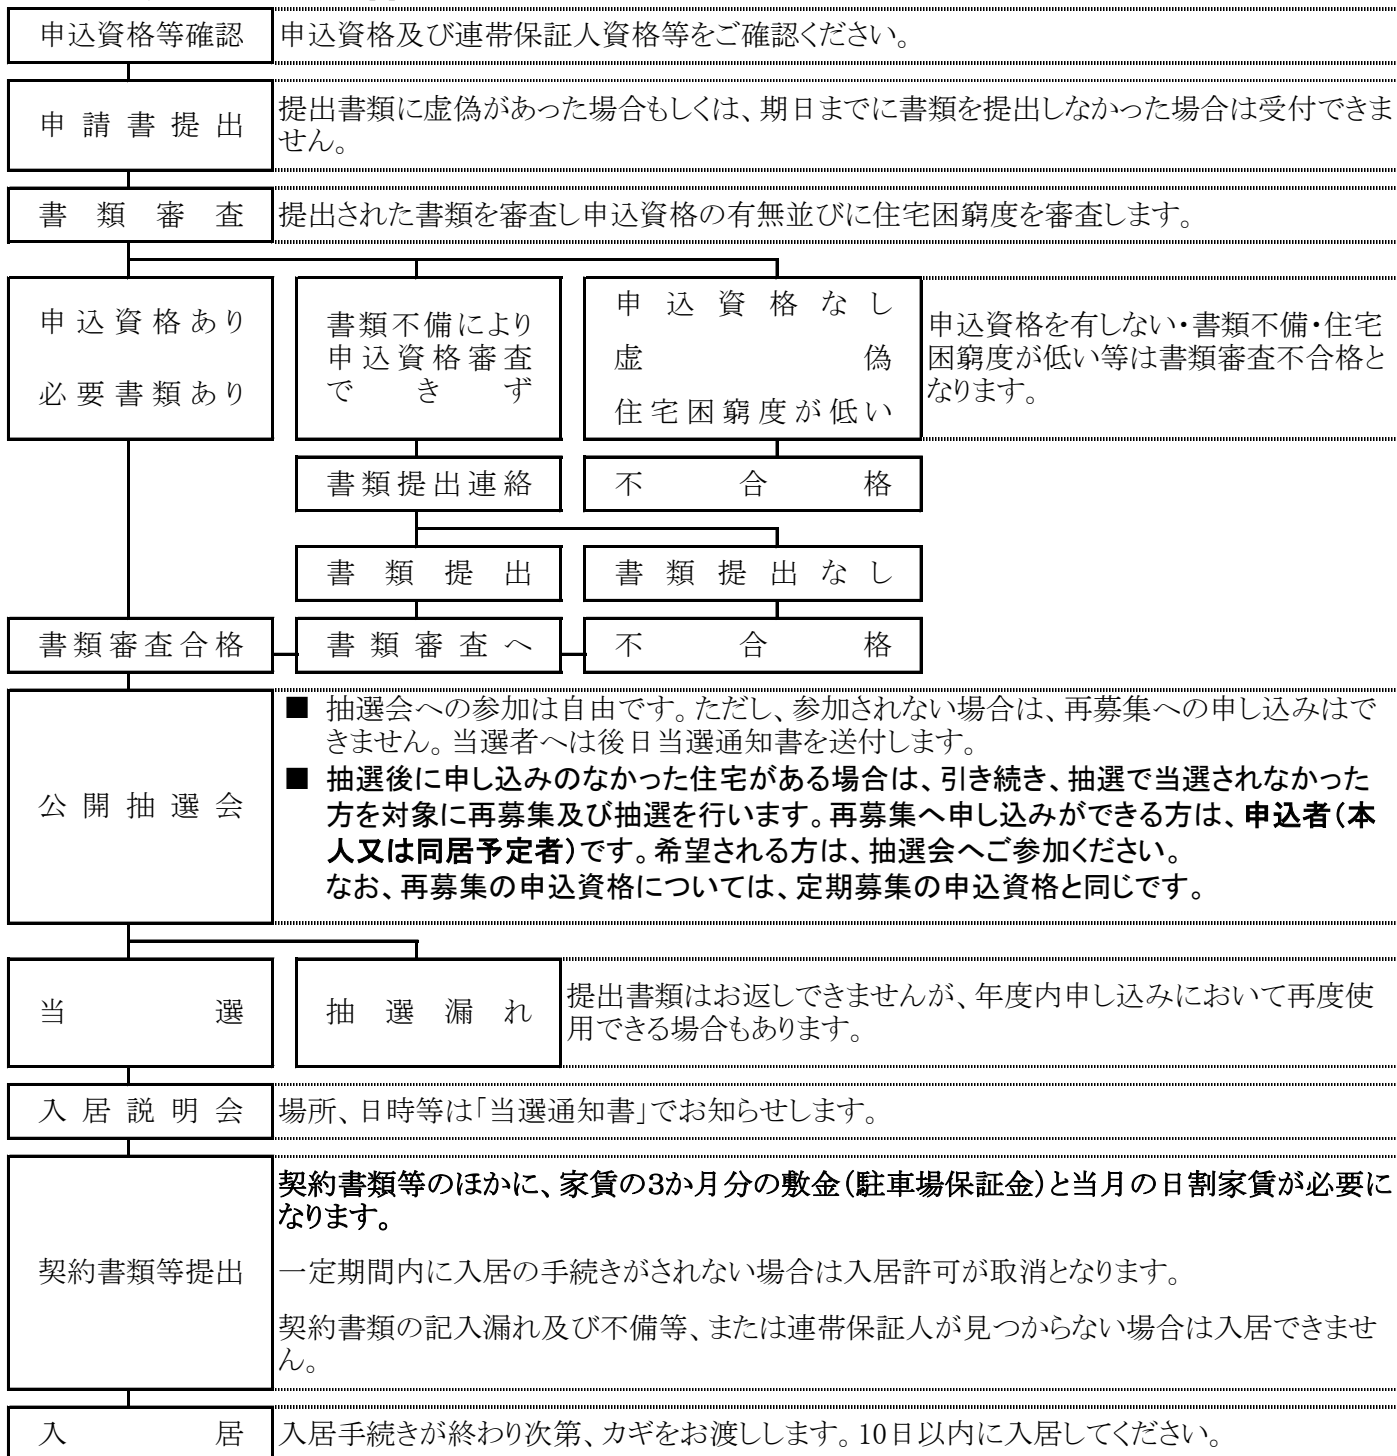 申込資格等確認
申込資格及び連帯保証人資格等をご確認ください。
申請書提出
提出書類に虚偽があった場合もしくは、期日までに書類を提出しなかった場合は受付できま
せん。
書類審査
提出された書類を審査し申込資格の有無並びに住宅困窮度を審査します。
申込資格あり
必要書類あり
書類不備により
申込資格審査
できず
申込資格なし
虚偽
住宅困窮度が低い
申込資格を有しない・書類不備・住宅
困窮度が低い等は書類審査不合格と
なります。
書類提出連絡
不合格
書類提出
書類提出なし
書類審査合格
書類審査へ
不合格
公開抽選会
■ 抽選会への参加は自由です。ただし、参加されない場合は、再募集への申し込みはで
きません。当選者へは後日当選通知書を送付します。
■ 抽選後に申し込みのなかった住宅がある場合は、引き続き、抽選で当選されなかった
方を対象に再募集及び抽選を行います。再募集へ申し込みができる方は、申込者(本
人又は同居予定者)です。希望される方は、抽選会へご参加ください。
なお、再募集の申込資格については、定期募集の申込資格と同じです。
当選
抽選漏れ
提出書類はお返しできませんが、年度内申し込みにおいて再度使
用できる場合もあります。
入居説明会
場所、日時等は「当選通知書」でお知らせします。
契約書類等提出
契約書類等のほかに、家賃の3か月分の敷金(駐車場保証金)と当月の日割家賃が必要に
なります。
一定期間内に入居の手続きがされない場合は入居許可が取消となります。
契約書類の記入漏れ及び不備等、または連帯保証人が見つからない場合は入居できませ
ん。
入居
入居手続きが終わり次第、カギをお渡しします。10日以内に入居してください。